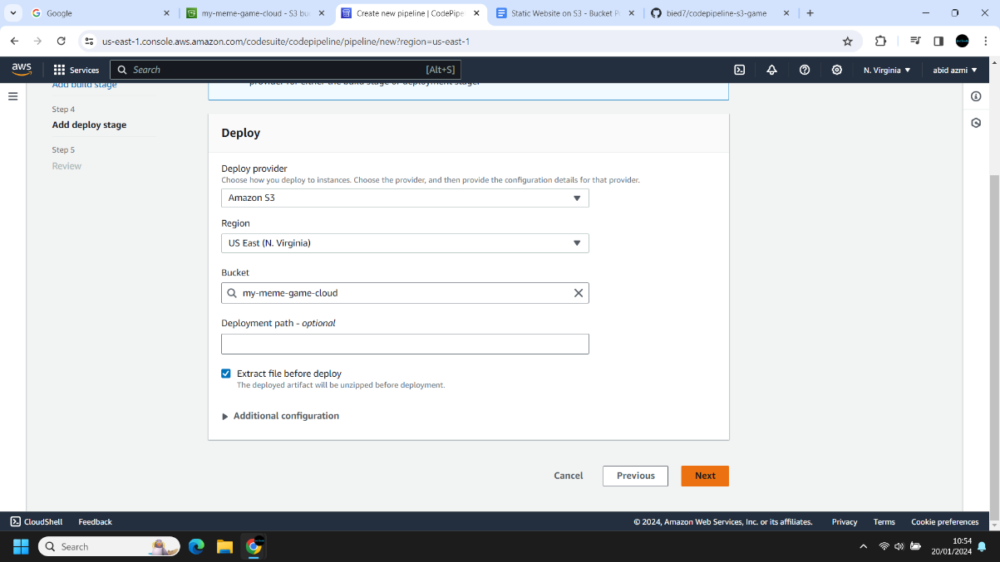 Google
my-meme-game-cloud - S3 bu
Create new pipeline | CodePipe
Static Website on S3 - Bucket P
bied7/codepipeline-s3-game
us-east-1.console.aws.amazon.com/codesuite/codepipeline/pipeline/new?region=us-east-1
aws
Services
Search
[Alt+S]
N. Virginia
abid azmi
Add build stage
provider for either the build stage or deployment stage.
Step 4
Add deploy stage
Step 5
Review
Deploy
Deploy provider
Choose how you deploy to instances. Choose the provider, and then provide the configuration details for that provider.
Amazon S3
Region
US East (N. Virginia)
Bucket
my-meme-game-cloud
Deployment path - optional
Extract file before deploy
The deployed artifact will be unzipped before deployment.
Additional configuration
Cancel
Previous
Next
CloudShell
Feedback
© 2024, Amazon Web Services, Inc. or its affiliates.
Privacy
Terms
Cookie preferences
Search
10:54
20/01/2024